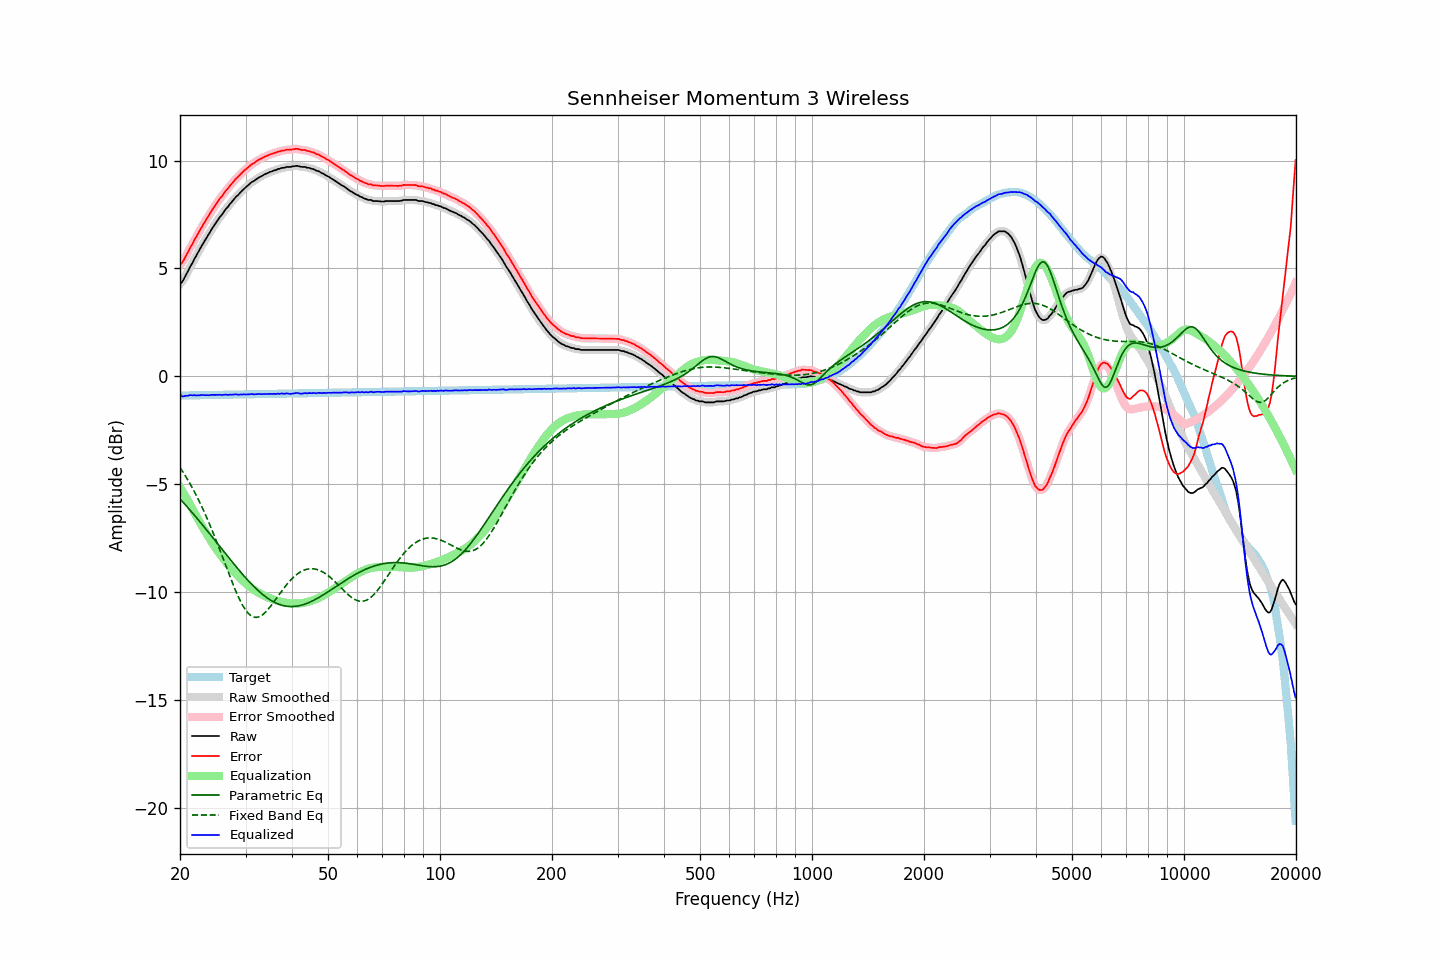 Sennheiser Momentum 3 Wireless
Amplitude (dBr)
10
5
0
−5
−10
−15
−20
Target
Raw Smoothed
Error Smoothed
Raw
Error
Equalization
Parametric Eq
Fixed Band Eq
Equalized
20 50 100 200 500 1000 2000 5000 10000 20000
Frequency (Hz)